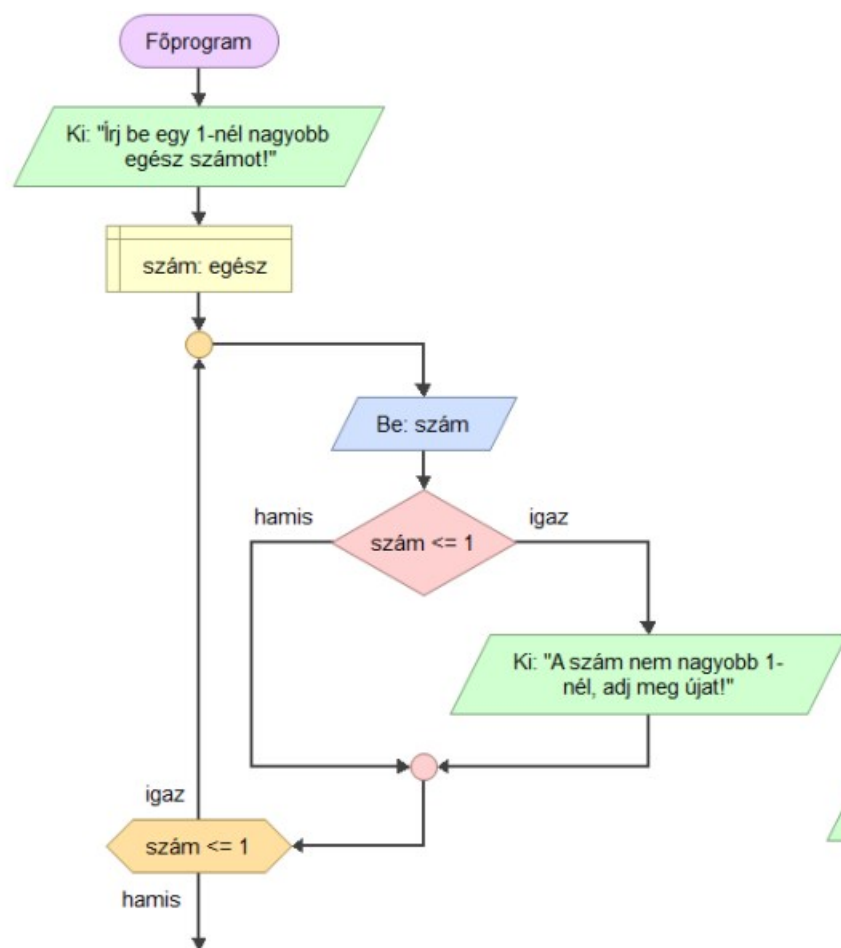 Főprogram
Ki: "Írj be egy 1-nél nagyobb
egész számot!"
szám: egész
Be: szám
hamis
igaz
szám <= 1
Ki: "A szám nem nagyobb 1-
nél, adj meg újat!"
igaz
szám <= 1
hamis